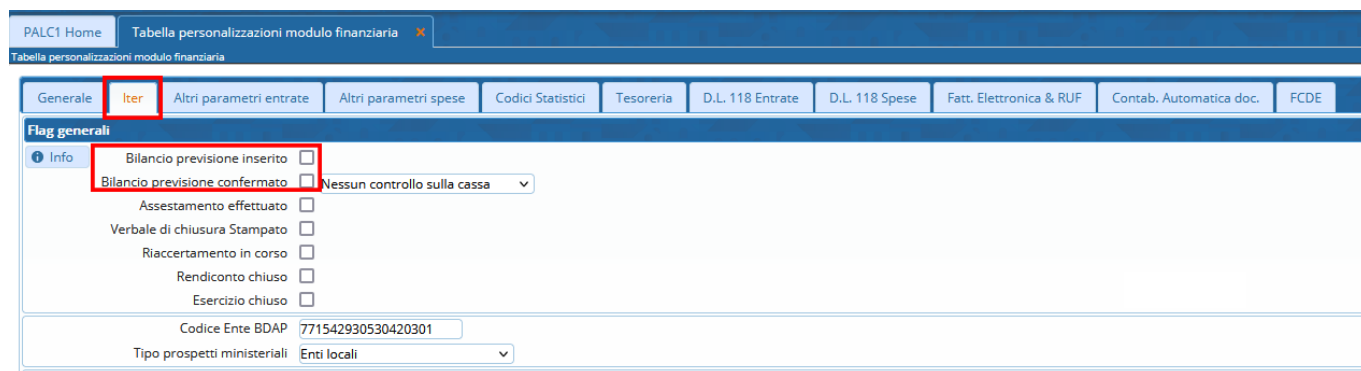 PALC1 Home Tabella personalizzazioni modulo finanziaria ×
Tabella personalizzazioni modulo finanziaria
Generale Iter Altri parametri entrate Altri parametri spese Codici Statistici Tesoreria D.L. 118 Entrate D.L. 118 Spese Fatt. Elettronica & RUF Contab. Automatica doc. FCDE
Flag generali
Info Bilancio previsione inserito
Bilancio previsione confermato Nessun controllo sulla cassa
Assestamento effettuato
Verbale di chiusura Stampato
Riaccertamento in corso
Rendiconto chiuso
Esercizio chiuso
Codice Ente BDAP 771542930530420301
Tipo prospetti ministeriali Enti locali